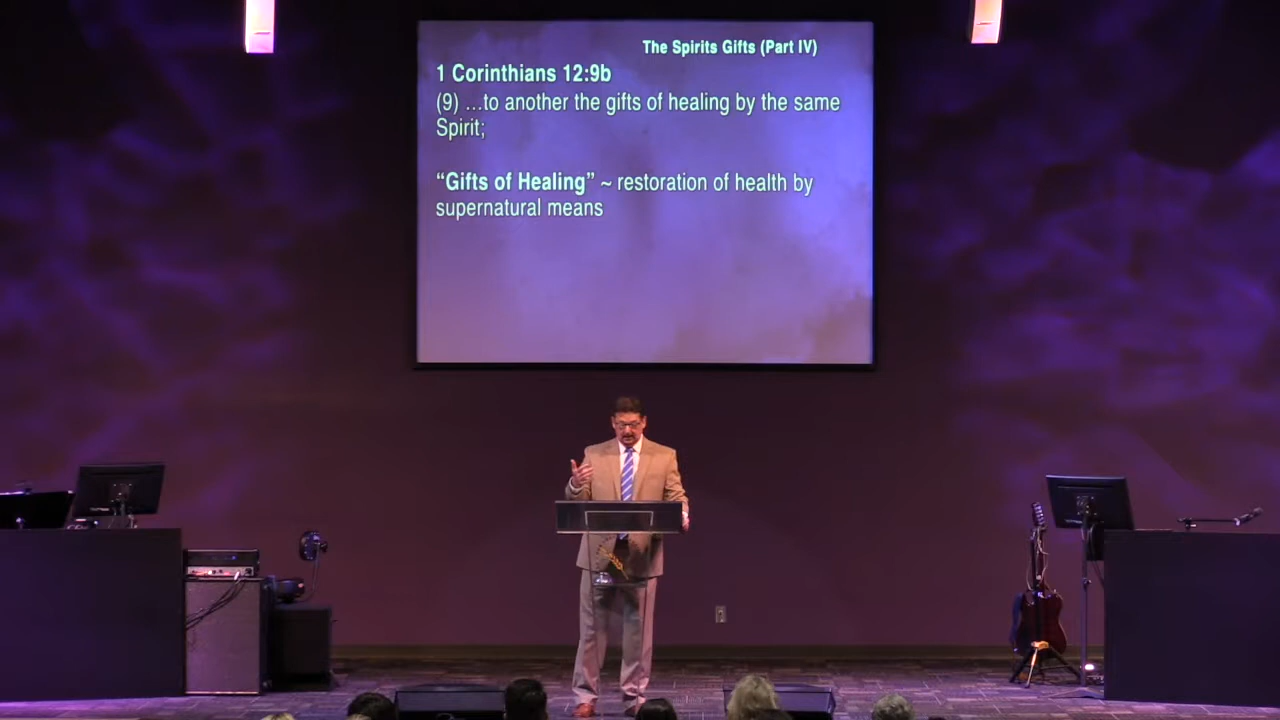 The Spirits Gifts (Part IV)
1 Corinthians 12:9b
(9) …to another the gifts of healing by the same
Spirit;
“Gifts of Healing” ~ restoration of health by
supernatural means